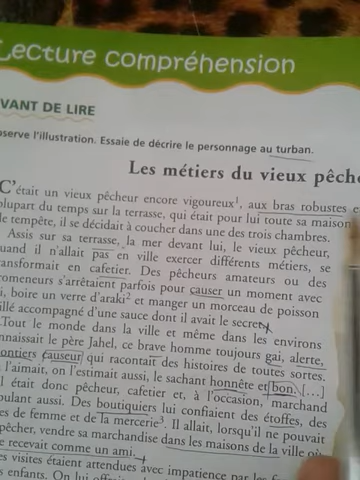 Lecture compréhension
VANT DE LIRE
serve l'illustration. Essaie de décrire le personnage au turban.
Les métiers du vieux pêche
C'était un vieux pêcheur encore vigoureux¹, aux bras robustes e
plupart du temps sur la terrasse, qui était pour lui toute sa maison
le tempête, il se décidait à coucher dans une des trois chambres.
Assis sur sa terrasse, la mer devant lui, le vieux pêcheur,
uand il n'allait pas en ville exercer différents métiers, se
ransformait en cafetier. Des pêcheurs amateurs ou des
romeneurs s'arrêtaient parfois pour causer un moment avec
i, boire un verre d'araki² et manger un morceau de poisson
illé accompagné d'une sauce dont il avait le secret
Tout le monde dans la ville et même dans les environs
nnaissait le père Jahel, ce brave homme toujours gai, alerte,
ontiers causeur qui racontait des histoires de toutes sortes.
l'aimait, on l'estimait aussi, le sachant honnête et bon. [...]
l était donc pêcheur, cafetier et, à l'occasion, marchand
bulant aussi. Des boutiquiers lui confiaient des étoffes, des
es de femme et de la mercerie³. Il allait, lorsqu'il ne pouvait
pêcher, vendre sa marchandise dans les maisons de la ville où
le recevait comme un ami.
es visites étaient attendues avec impatience par les
s enfants. On lui